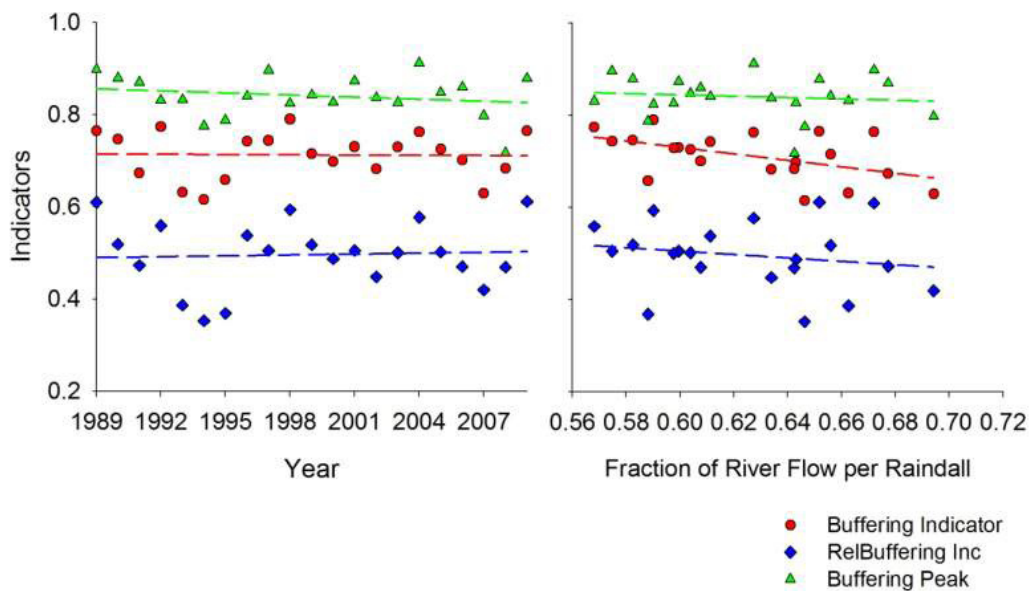 Indicators
1.0
0.8
0.6
0.4
0.2
1989 1992 1995 1998 2001 2004 2007
Year
0.56 0.58 0.60 0.62 0.64 0.66 0.68 0.70 0.72
Fraction of River Flow per Raindall
Buffering Indicator
RelBuffering Inc
Buffering Peak